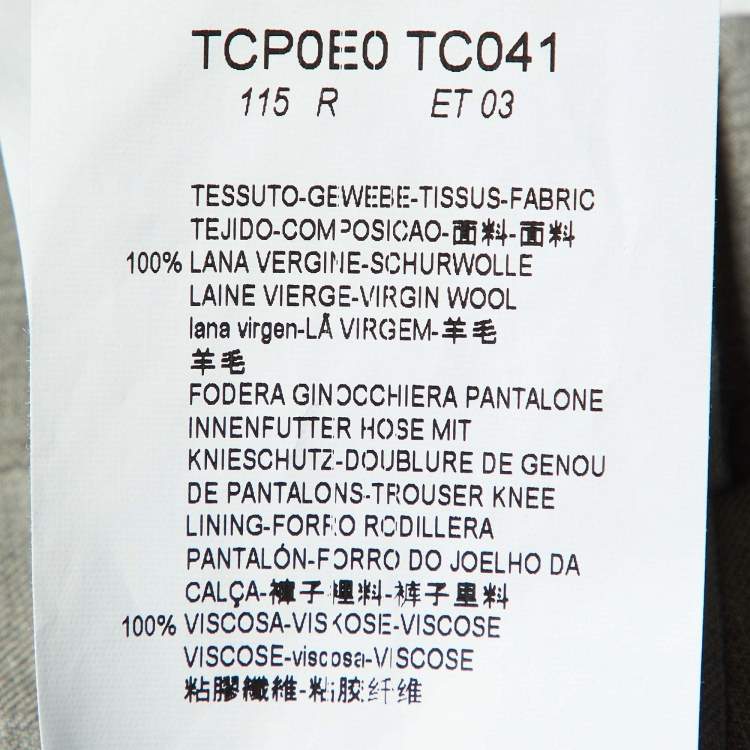 TCP0E0 TC041
115 R ET 03
TESSUTO-GEWEBE-TISSUS-FABRIC
TEJIDO-COMPOSICAO-面料-面料
100% LANA VERGINE-SCHURWOLLE
LAINE VIERGE-VIRGIN WOOL
lana virgen-LÅ VIRGEM-羊毛
羊毛
FODERA GINOCCHIERA PANTALONE
INNENFUTTER HOSE MIT
KNIESCHUTZ-DOUBLURE DE GENOU
DE PANTALONS-TROUSER KNEE
LINING-FORRO RODILLERA
PANTALÓN-FORRO DO JOELHO DA
CALÇA-褲子裡料-裤子里料
100% VISCOSA-VISKOSE-VISCOSE
VISCOSE-viscosa-VISCOSE
粘膠纖維-粘胶纤维